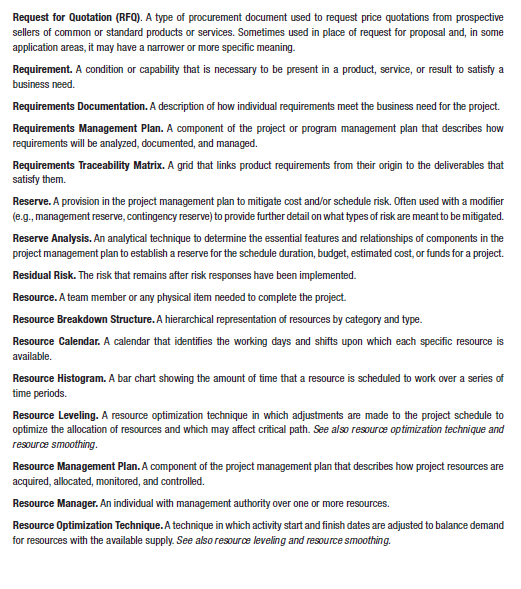 Request for Quotation (RFQ). A type of procurement document used to request price quotations from prospective
sellers of common or standard products or services. Sometimes used in place of request for proposal and, in some
application areas, it may have a narrower or more specific meaning.
Requirement. A condition or capability that is necessary to be present in a product, service, or result to satisfy a
business need.
Requirements Documentation. A description of how individual requirements meet the business need for the project.
Requirements Management Plan. A component of the project or program management plan that describes how
requirements will be analyzed, documented, and managed.
Requirements Traceability Matrix. A grid that links product requirements from their origin to the deliverables that
satisfy them.
Reserve. A provision in the project management plan to mitigate cost and/or schedule risk. Often used with a modifier
(e.g., management reserve, contingency reserve) to provide further detail on what types of risk are meant to be mitigated.
Reserve Analysis. An analytical technique to determine the essential features and relationships of components in the
project management plan to establish a reserve for the schedule duration, budget, estimated cost, or funds for a project.
Residual Risk. The risk that remains after risk responses have been implemented.
Resource. A team member or any physical item needed to complete the project.
Resource Breakdown Structure. A hierarchical representation of resources by category and type.
Resource Calendar. A calendar that identifies the working days and shifts upon which each specific resource is
available.
Resource Histogram. A bar chart showing the amount of time that a resource is scheduled to work over a series of
time periods.
Resource Leveling. A resource optimization technique in which adjustments are made to the project schedule to
optimize the allocation of resources and which may affect critical path. See also resource optimization technique and
resource smoothing.
Resource Management Plan. A component of the project management plan that describes how project resources are
acquired, allocated, monitored, and controlled.
Resource Manager. An individual with management authority over one or more resources.
Resource Optimization Technique. A technique in which activity start and finish dates are adjusted to balance demand
for resources with the available supply. See also resource leveling and resource smoothing.